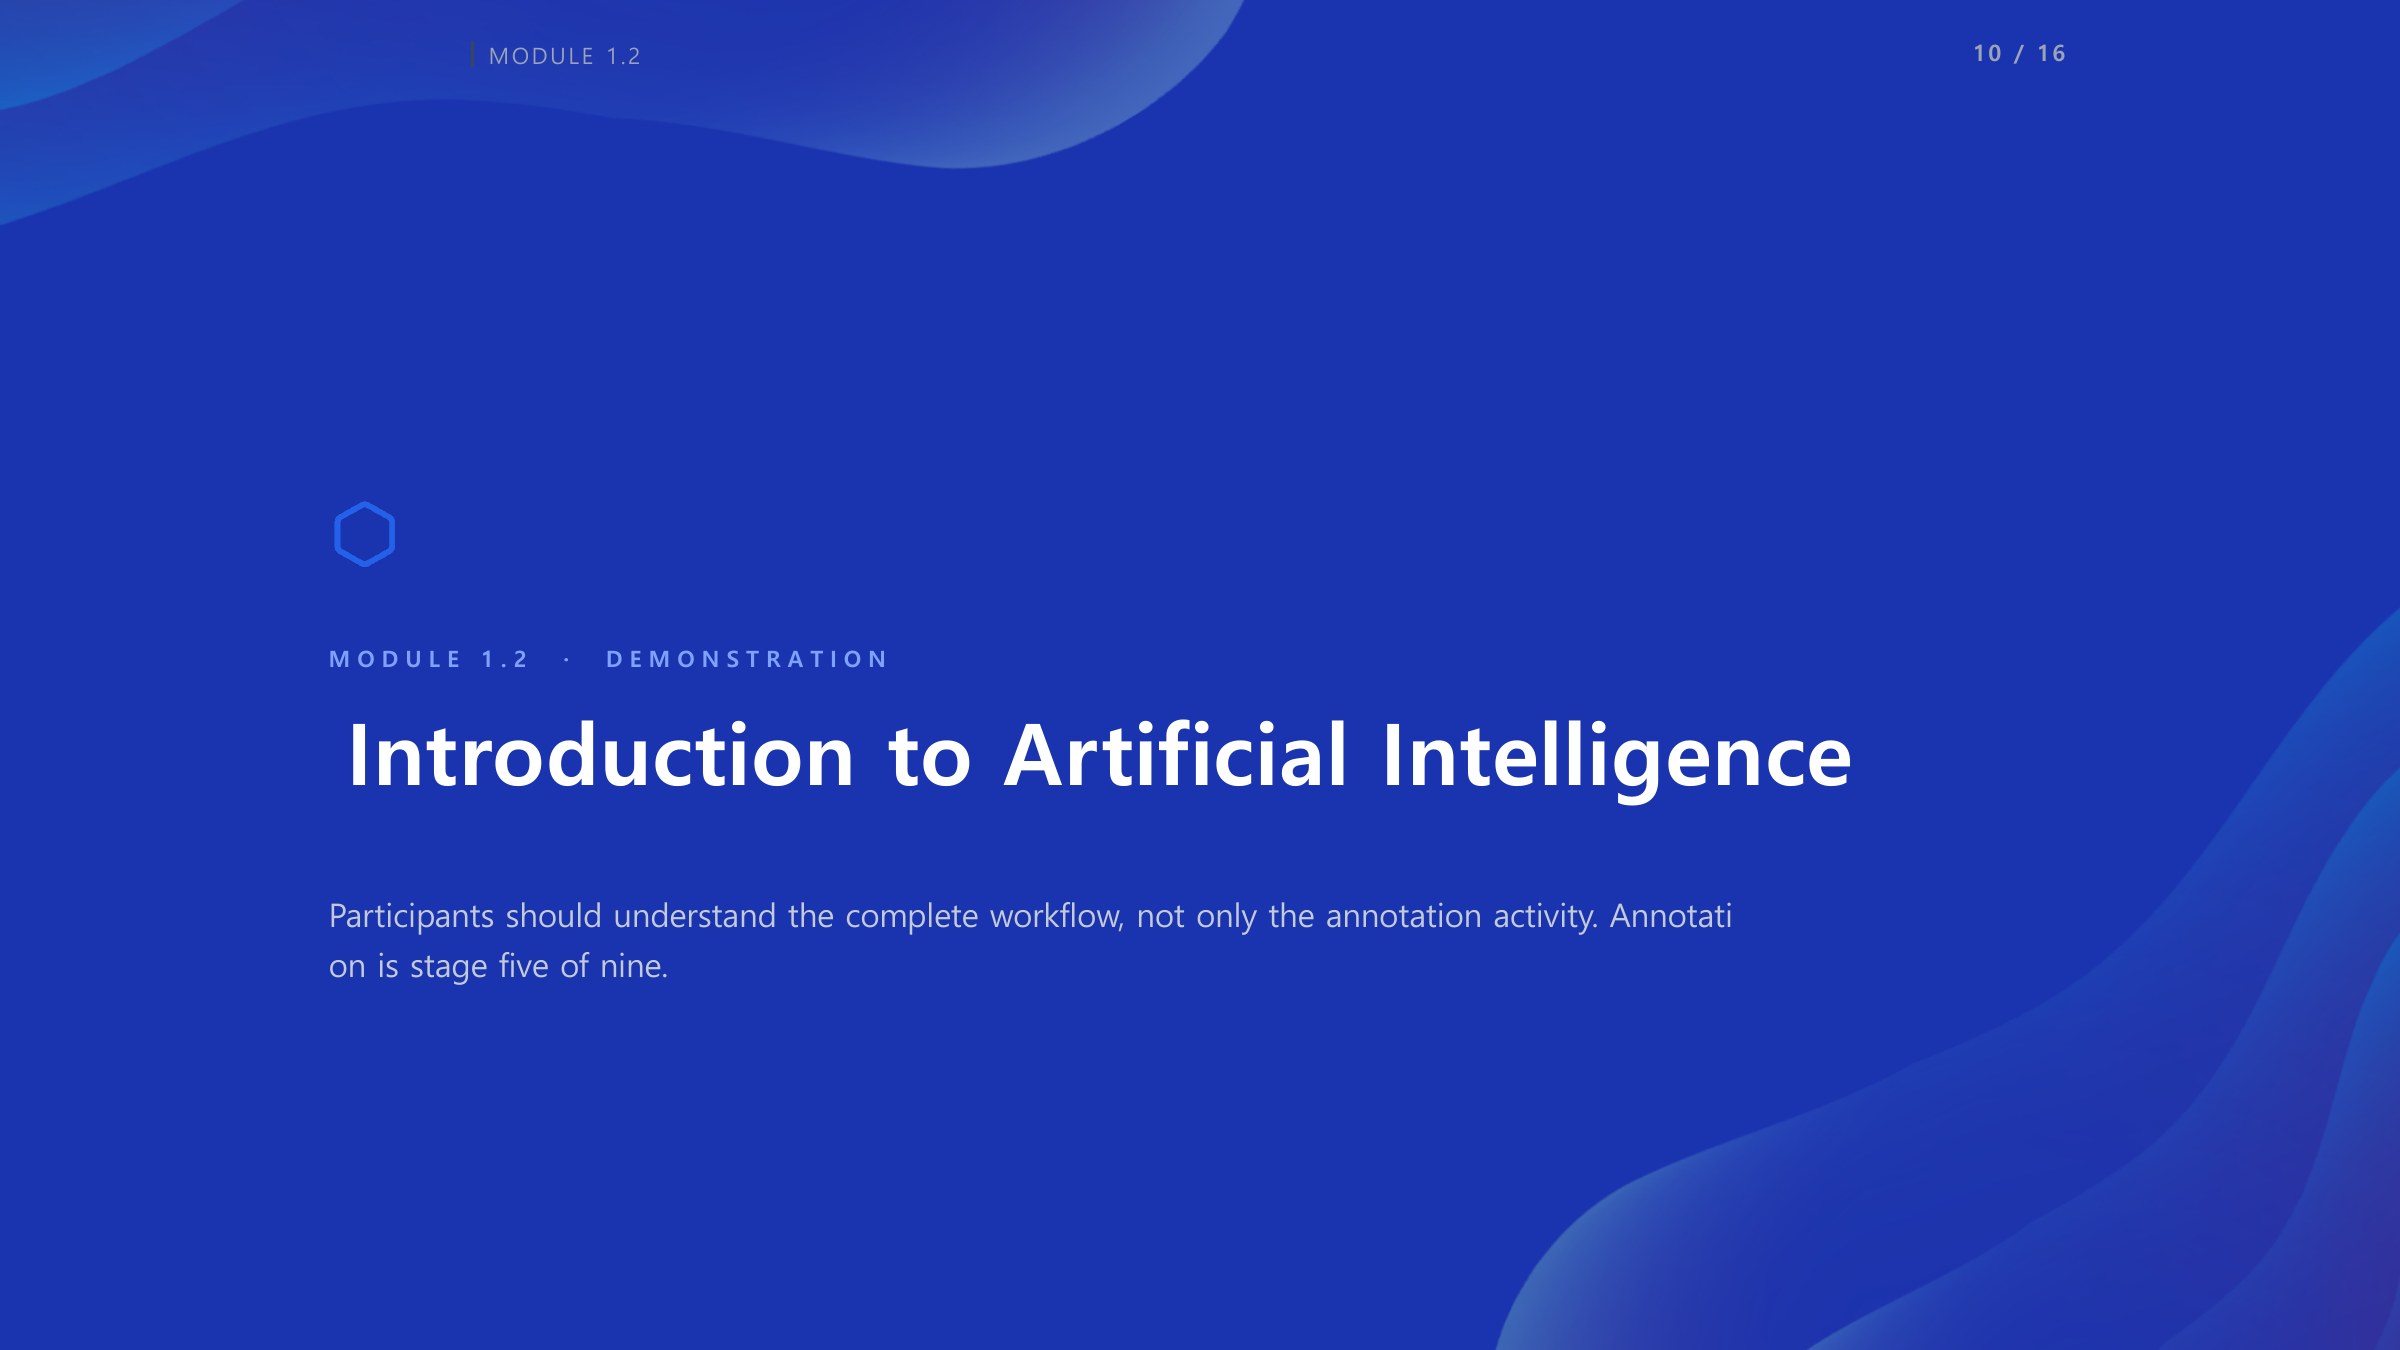 MODULE 1.2
10 / 16
MODULE 1.2 · DEMONSTRATION
Introduction to Artificial Intelligence
Participants should understand the complete workflow, not only the annotation activity. Annotati
on is stage five of nine.